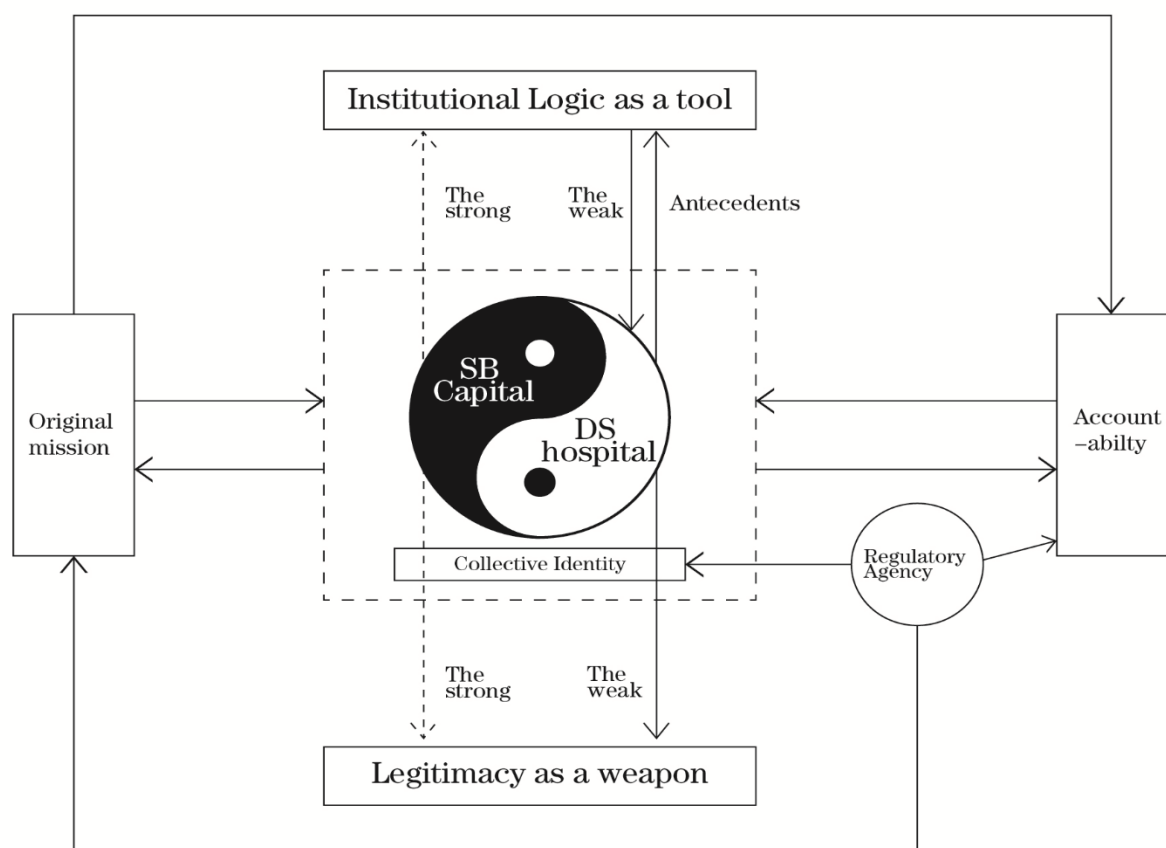 Institutional Logic as a tool
The
strong
The
weak
Antecedents
SB
Capital
DS
hospital
Original
mission
Account
-abilty
Collective Identity
Regulatory
Agency
The
strong
The
weak
Legitimacy as a weapon